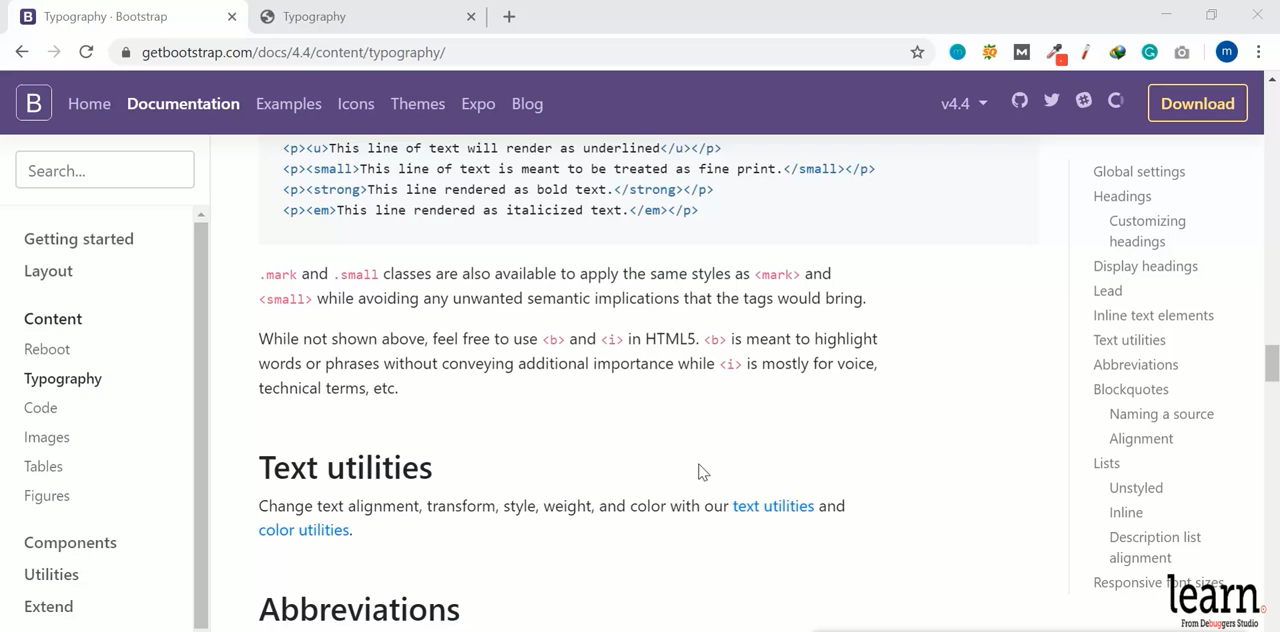 Typography · Bootstrap
Typography
getbootstrap.com/docs/4.4/content/typography/
m
B
Home Documentation Examples Icons Themes Expo Blog
v4.4
Download
Search...
Getting started
Layout
Content
Reboot
Typography
Code
Images
Tables
Figures
Components
Utilities
Extend
<p><u>This line of text will render as underlined</u></p>
<p><small>This line of text is meant to be treated as fine print.</small></p>
<p><strong>This line rendered as bold text.</strong></p>
<p><em>This line rendered as italicized text.</em></p>
.mark and .small classes are also available to apply the same styles as <mark> and
<small> while avoiding any unwanted semantic implications that the tags would bring.
While not shown above, feel free to use <b> and <i> in HTML5. <b> is meant to highlight
words or phrases without conveying additional importance while <i> is mostly for voice,
technical terms, etc.
Text utilities
Change text alignment, transform, style, weight, and color with our text utilities and
color utilities.
Abbreviations
Global settings
Headings
Customizing
headings
Display headings
Lead
Inline text elements
Text utilities
Abbreviations
Blockquotes
Naming a source
Alignment
Lists
Unstyled
Inline
Description list
alignment
Responsive font sizes
learn.
From Debuggers Studio